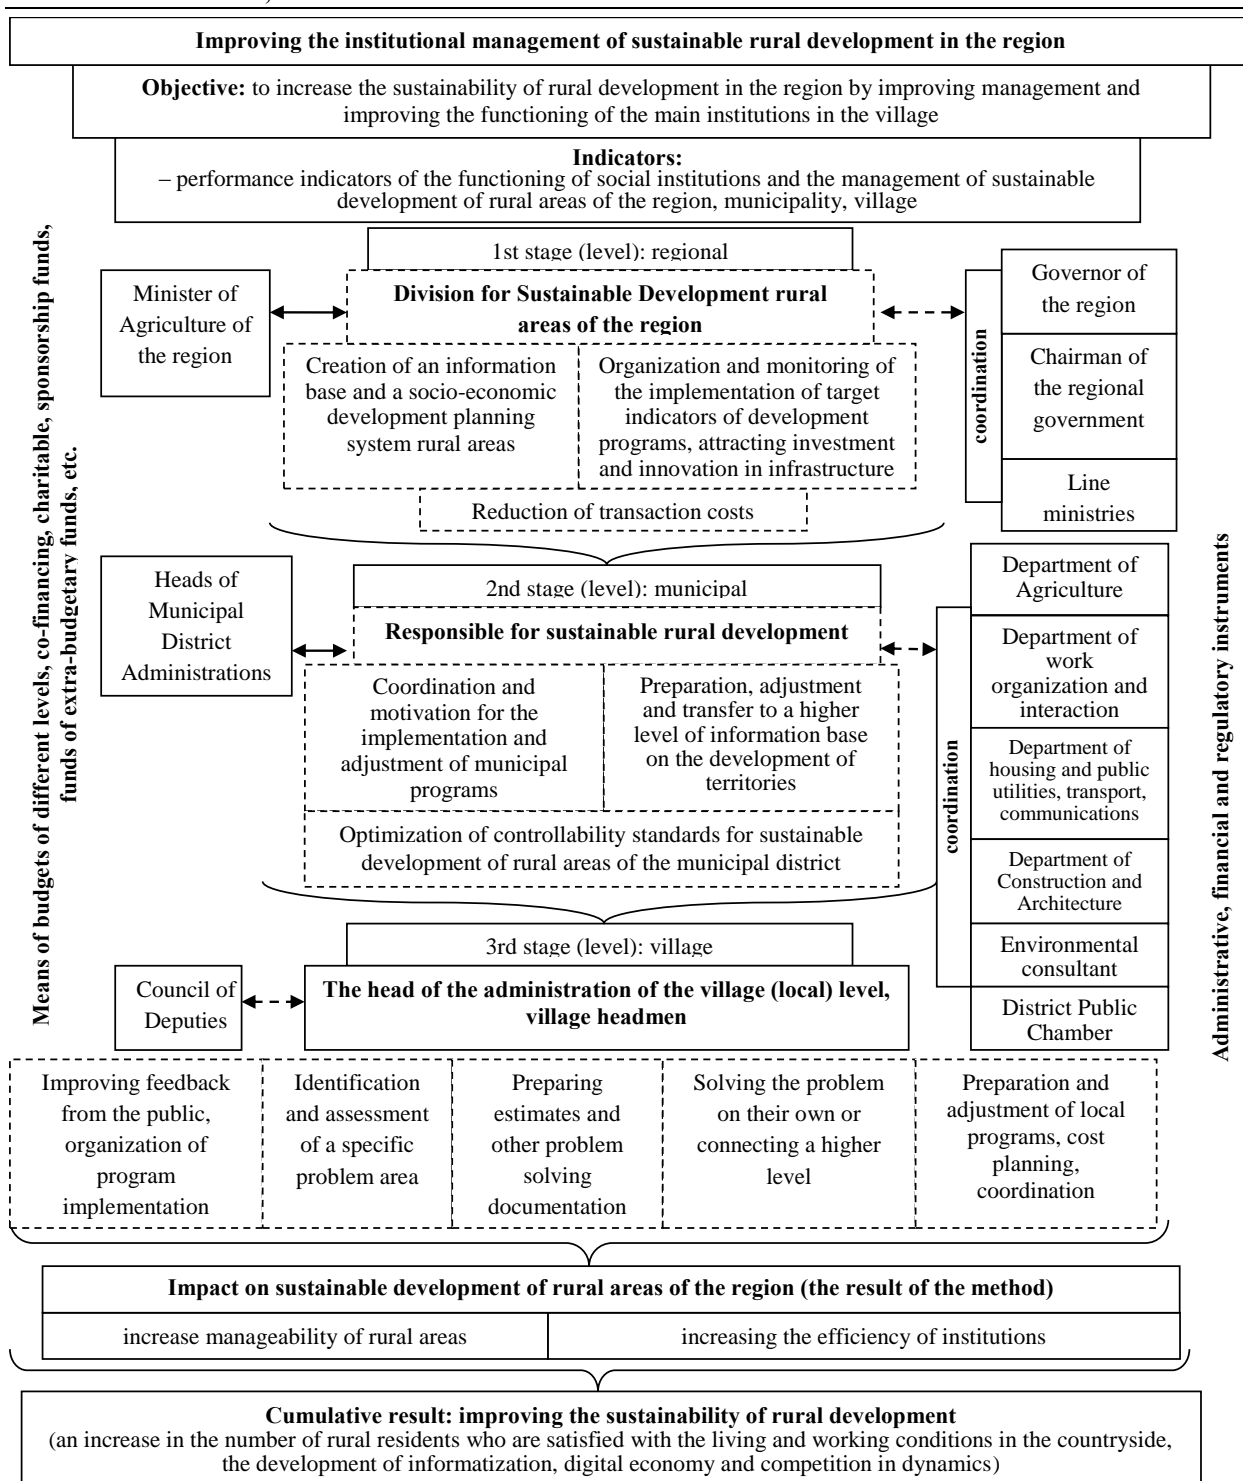 Improving the institutional management of sustainable rural development in the region
Objective: to increase the sustainability of rural development in the region by improving management and
improving the functioning of the main institutions in the village
Indicators:
– performance indicators of the functioning of social institutions and the management of sustainable
development of rural areas of the region, municipality, village
Means of budgets of different levels, co-financing, charitable, sponsorship funds,
funds of extra-budgetary funds, etc.
1st stage (level): regional
Minister of
Agriculture of
the region
Division for Sustainable Development rural
areas of the region
Creation of an information
base and a socio-economic
development planning
system rural areas
Organization and monitoring of
the implementation of target
indicators of development
programs, attracting investment
and innovation in infrastructure
Reduction of transaction costs
coordination
Governor of
the region
Chairman of
the regional
government
Line
ministries
2nd stage (level): municipal
Heads of
Municipal
District
Administrations
Responsible for sustainable rural development
Coordination and
motivation for the
implementation and
adjustment of municipal
programs
Preparation, adjustment
and transfer to a higher
level of information base
on the development of
territories
Optimization of controllability standards for sustainable
development of rural areas of the municipal district
coordination
Department of
Agriculture
Department of
work
organization and
interaction
Department of
housing and public
utilities, transport,
communications
Department of
Construction and
Architecture
Environmental
consultant
District Public
Chamber
Administrative, financial and regulatory instruments
3rd stage (level): village
Council of
Deputies
The head of the administration of the village (local) level,
village headmen
Improving feedback
from the public,
organization of
program
implementation
Identification
and assessment
of a specific
problem area
Preparing
estimates and
other problem
solving
documentation
Solving the problem
on their own or
connecting a higher
level
Preparation and
adjustment of local
programs, cost
planning,
coordination
Impact on sustainable development of rural areas of the region (the result of the method)
increase manageability of rural areas
increasing the efficiency of institutions
Cumulative result: improving the sustainability of rural development
(an increase in the number of rural residents who are satisfied with the living and working conditions in the countryside,
the development of informatization, digital economy and competition in dynamics)